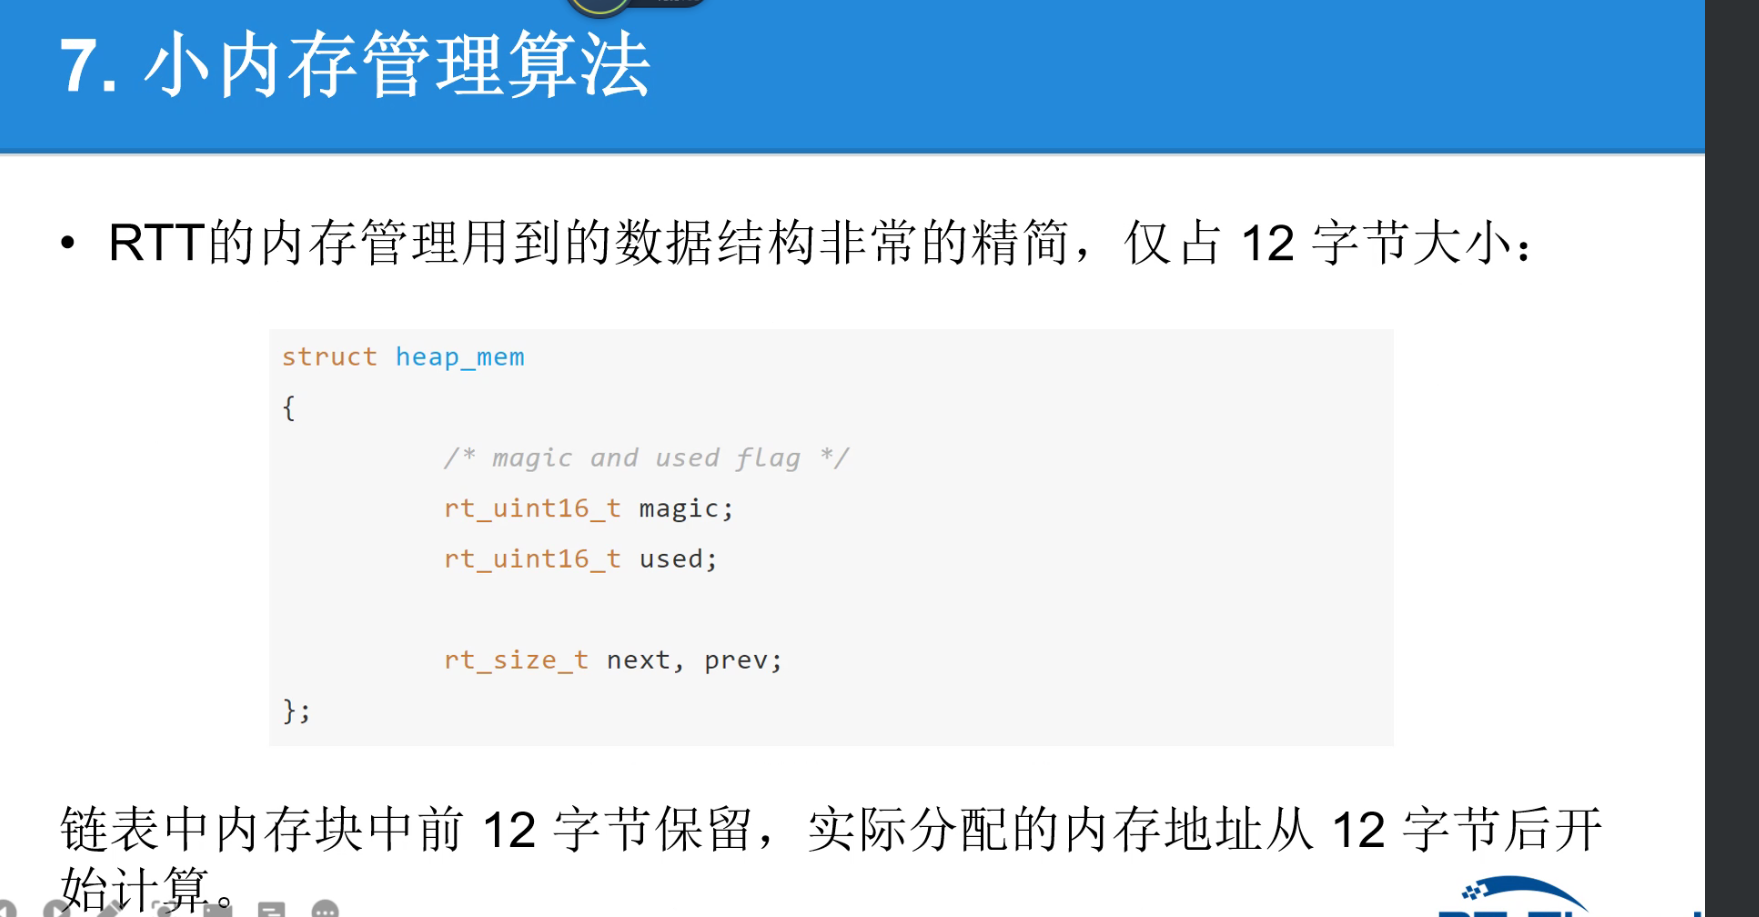 7. 小内存管理算法
• RTT的内存管理用到的数据结构非常的精简，仅占 12 字节大小：
struct heap_mem
{
/* magic and used flag */
rt_uint16_t magic;
rt_uint16_t used;
rt_size_t next, prev;
};
链表中内存块中前 12 字节保留，实际分配的内存地址从 12 字节后开
始计算。